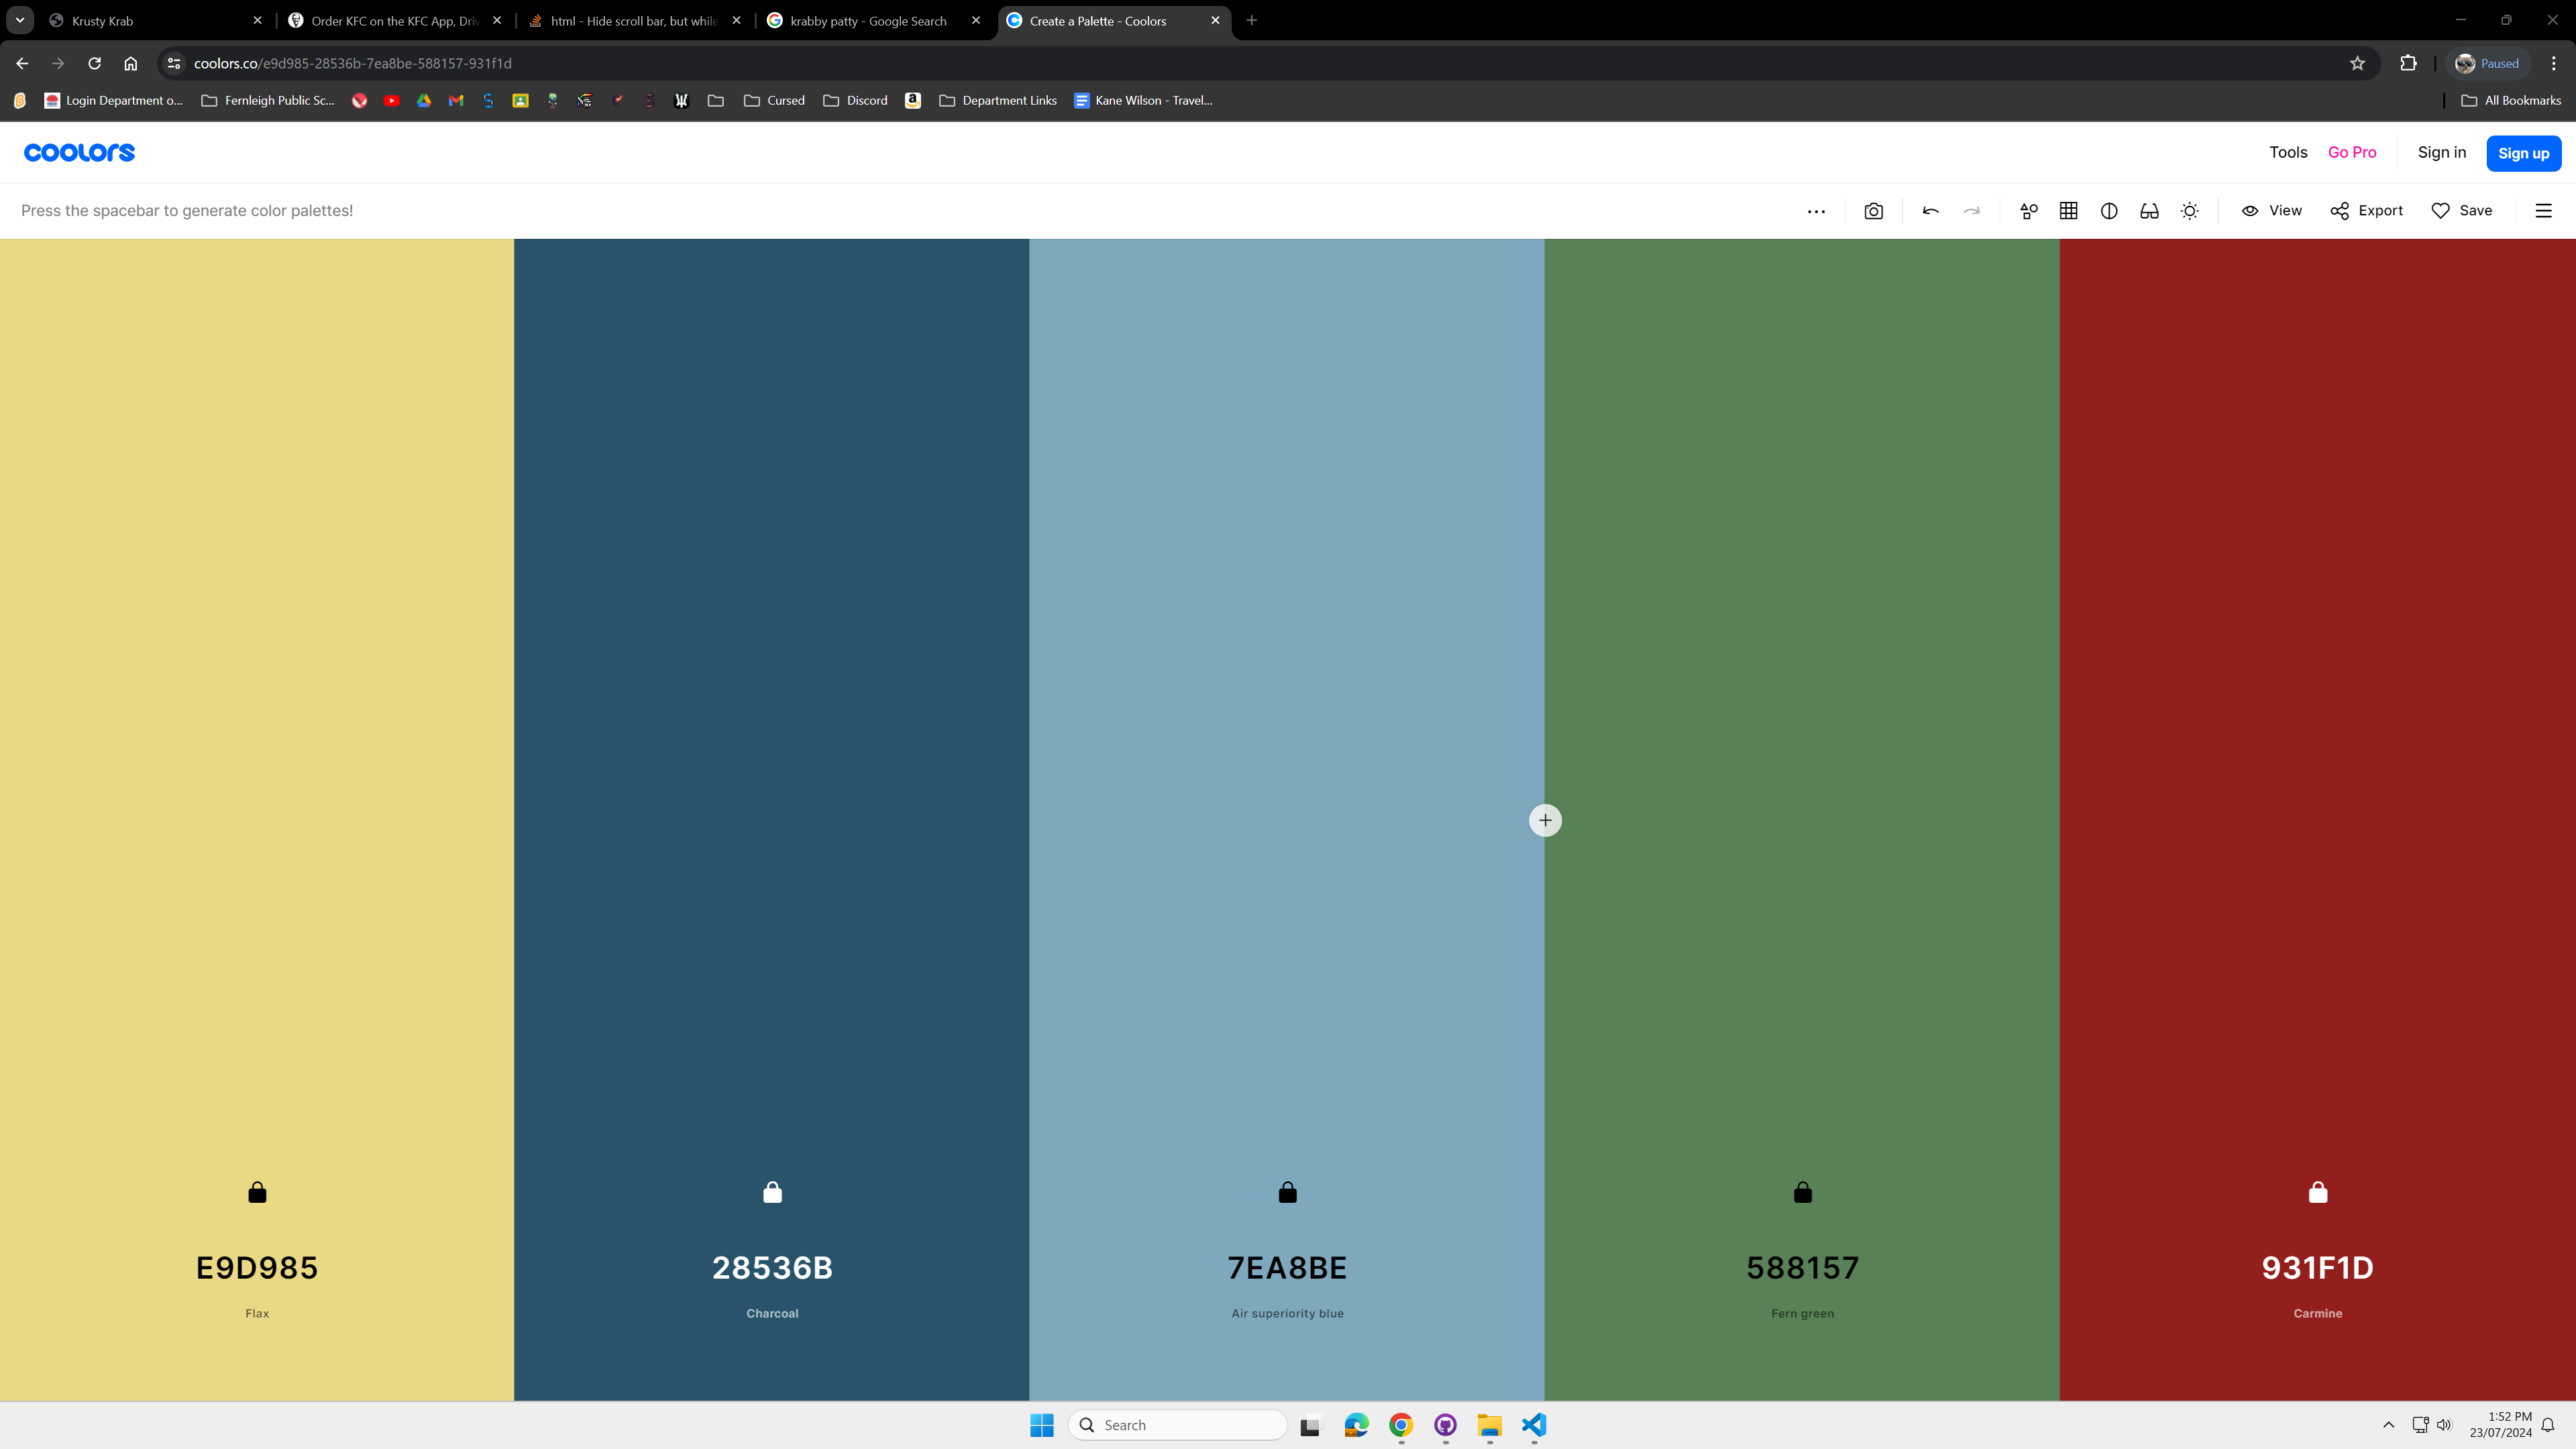 Krusty Krab
Order KFC on the KFC App, Driv
html - Hide scroll bar, but while
krabby patty - Google Search
Create a Palette - Coolors
coolors.co/e9d985-28536b-7ea8be-588157-931f1d
Paused
Login Department o...
Fernleigh Public Sc...
Cursed
Discord
Department Links
Kane Wilson - Travel...
All Bookmarks
coolors
Tools
Go Pro
Sign in
Sign up
Press the spacebar to generate color palettes!
View
Export
Save
E9D985
28536B
7EA8BE
588157
931F1D
Flax
Charcoal
Air superiority blue
Fern green
Carmine
Search
1:52 PM
23/07/2024